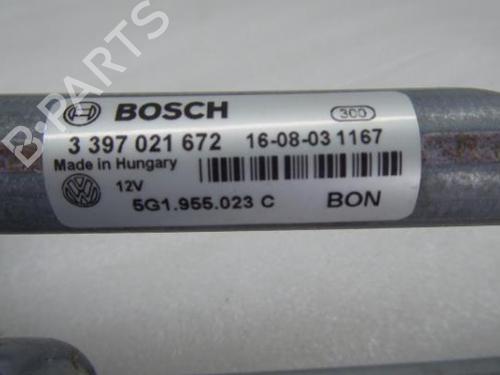 B-PARTS
BOSCH 300
3 397 021 672 16-08-03 1167
Made in Hungary
12V
5G1.955.023 C BON